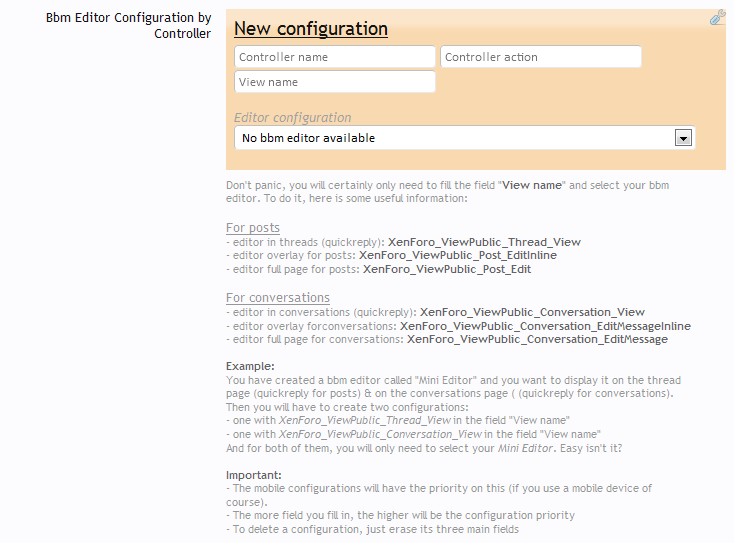 Bbm Editor Configuration by
Controller
New configuration
Controller name
Controller action
View name
Editor configuration
No bbm editor available
Don't panic, you will certainly only need to fill the field "View name" and select your bbm
editor. To do it, here is some useful information:
For posts
- editor in threads (quickreply): XenForo_ViewPublic_Thread_View
- editor overlay for posts: XenForo_ViewPublic_Post_EditInline
- editor full page for posts: XenForo_ViewPublic_Post_Edit
For conversations
- editor in conversations (quickreply): XenForo_ViewPublic_Conversation_View
- editor overlay forconversations: XenForo_ViewPublic_Conversation_EditMessageInline
- editor full page for conversations: XenForo_ViewPublic_Conversation_EditMessage
Example:
You have created a bbm editor called "Mini Editor" and you want to display it on the thread
page (quickreply for posts) & on the conversations page ( (quickreply for conversations).
Then you will have to create two configurations:
- one with XenForo_ViewPublic_Thread_View in the field "View name"
- one with XenForo_ViewPublic_Conversation_View in the field "View name"
And for both of them, you will only need to select your Mini Editor. Easy isn't it?
Important:
- The mobile configurations will have the priority on this (if you use a mobile device of
course).
- The more field you fill in, the higher will be the configuration priority
- To delete a configuration, just erase its three main fields